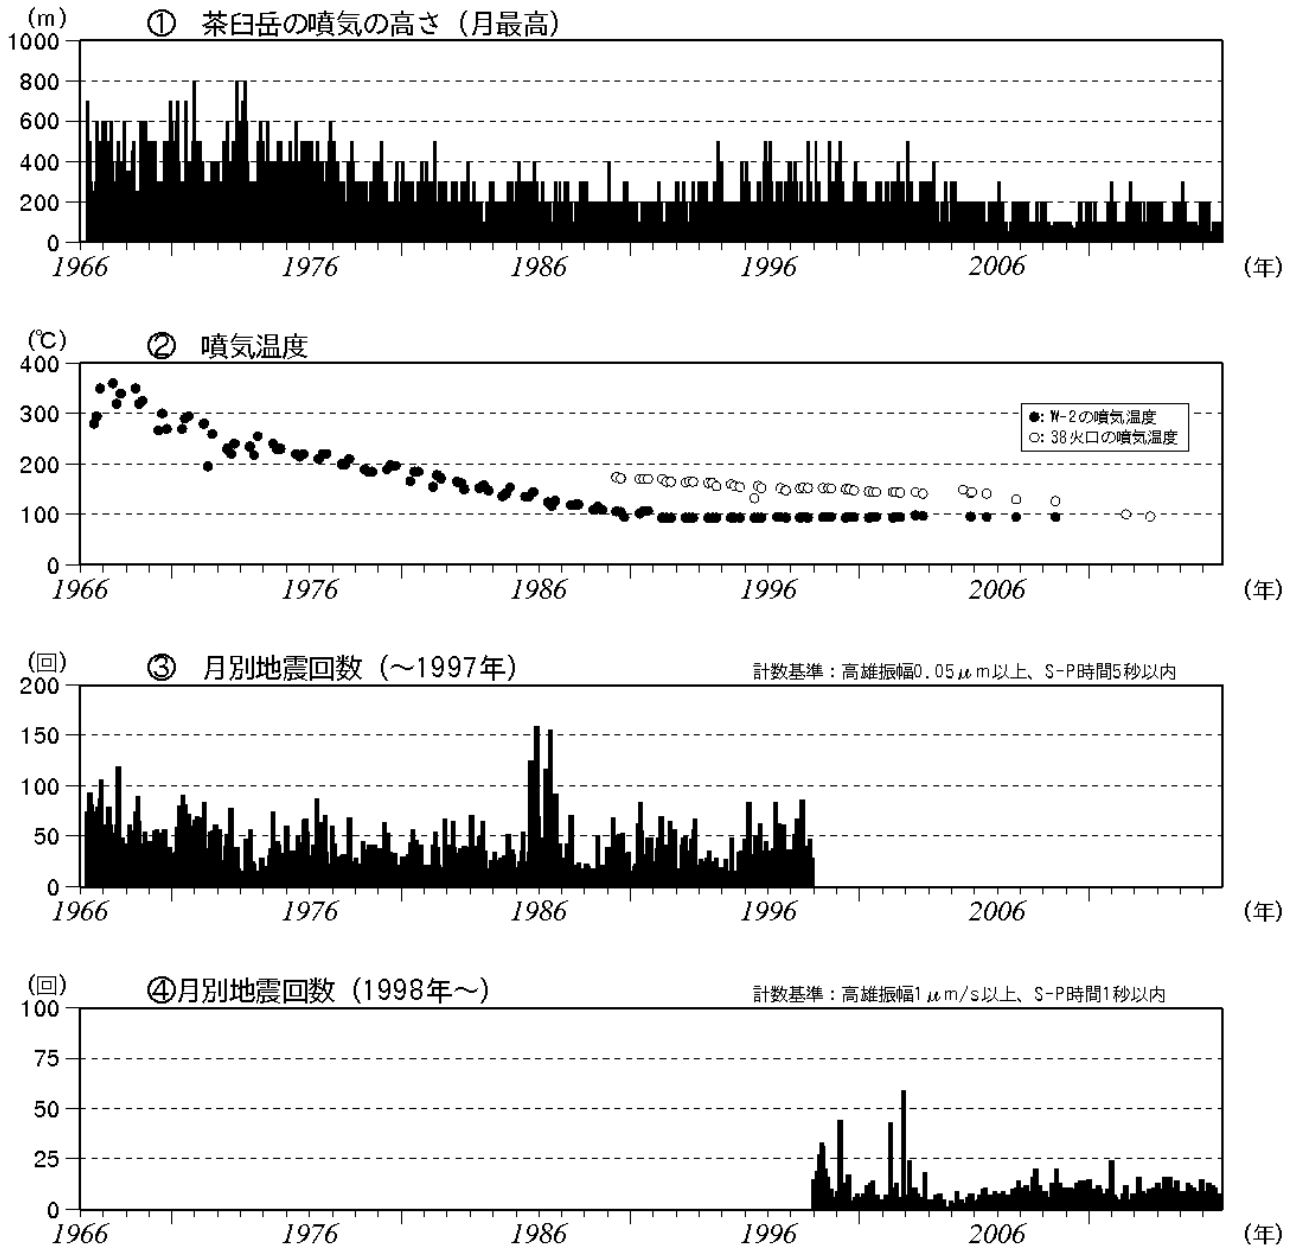 (m) ① 茶臼岳の噴気の高さ（月最高）
1000
800
600
400
200
0
1966 1976 1986 1996 2006 (年)
(℃) ② 噴気温度
400
300
200
100
0
●: W-2の噴気温度
○: 38火口の噴気温度
1966 1976 1986 1996 2006 (年)
(回) ③ 月別地震回数（～1997年） 計数基準：高雄振幅0.05μm以上、S-P時間5秒以内
200
150
100
50
0
1966 1976 1986 1996 2006 (年)
(回) ④月別地震回数（1998年～） 計数基準：高雄振幅1μm/s以上、S-P時間1秒以内
100
75
50
25
0
1966 1976 1986 1996 2006 (年)